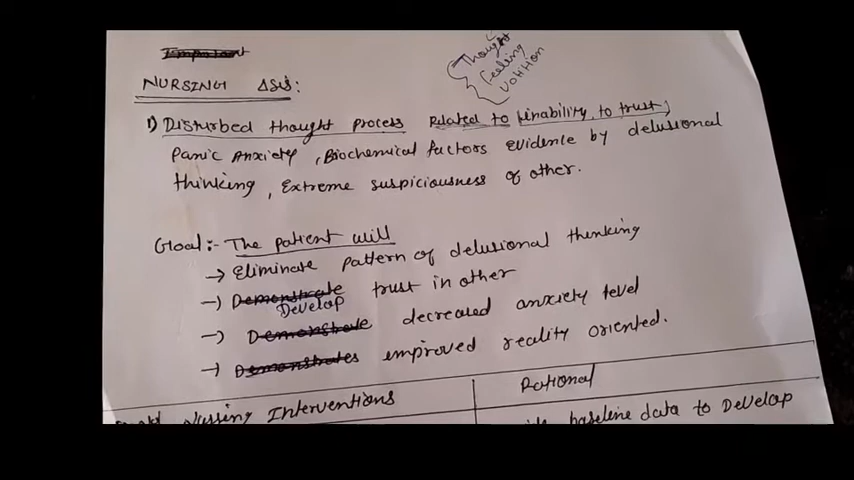 Important
Thought
Feeling
Volition
NURSING ASIS:
1) Disturbed thought process Related to inability to trust,
Panic Anxiety, Biochemical factors evidence by delusional
thinking, Extreme suspiciousness of other.
Goal:- The patient will
→ Eliminate pattern of delusional thinking
→ Demonstrate trust in other
Develop
→ Demonstrate decreased anxiety level
→ Demonstrates improved reality oriented.
Nursing Interventions
Rational
baseline data to Develop